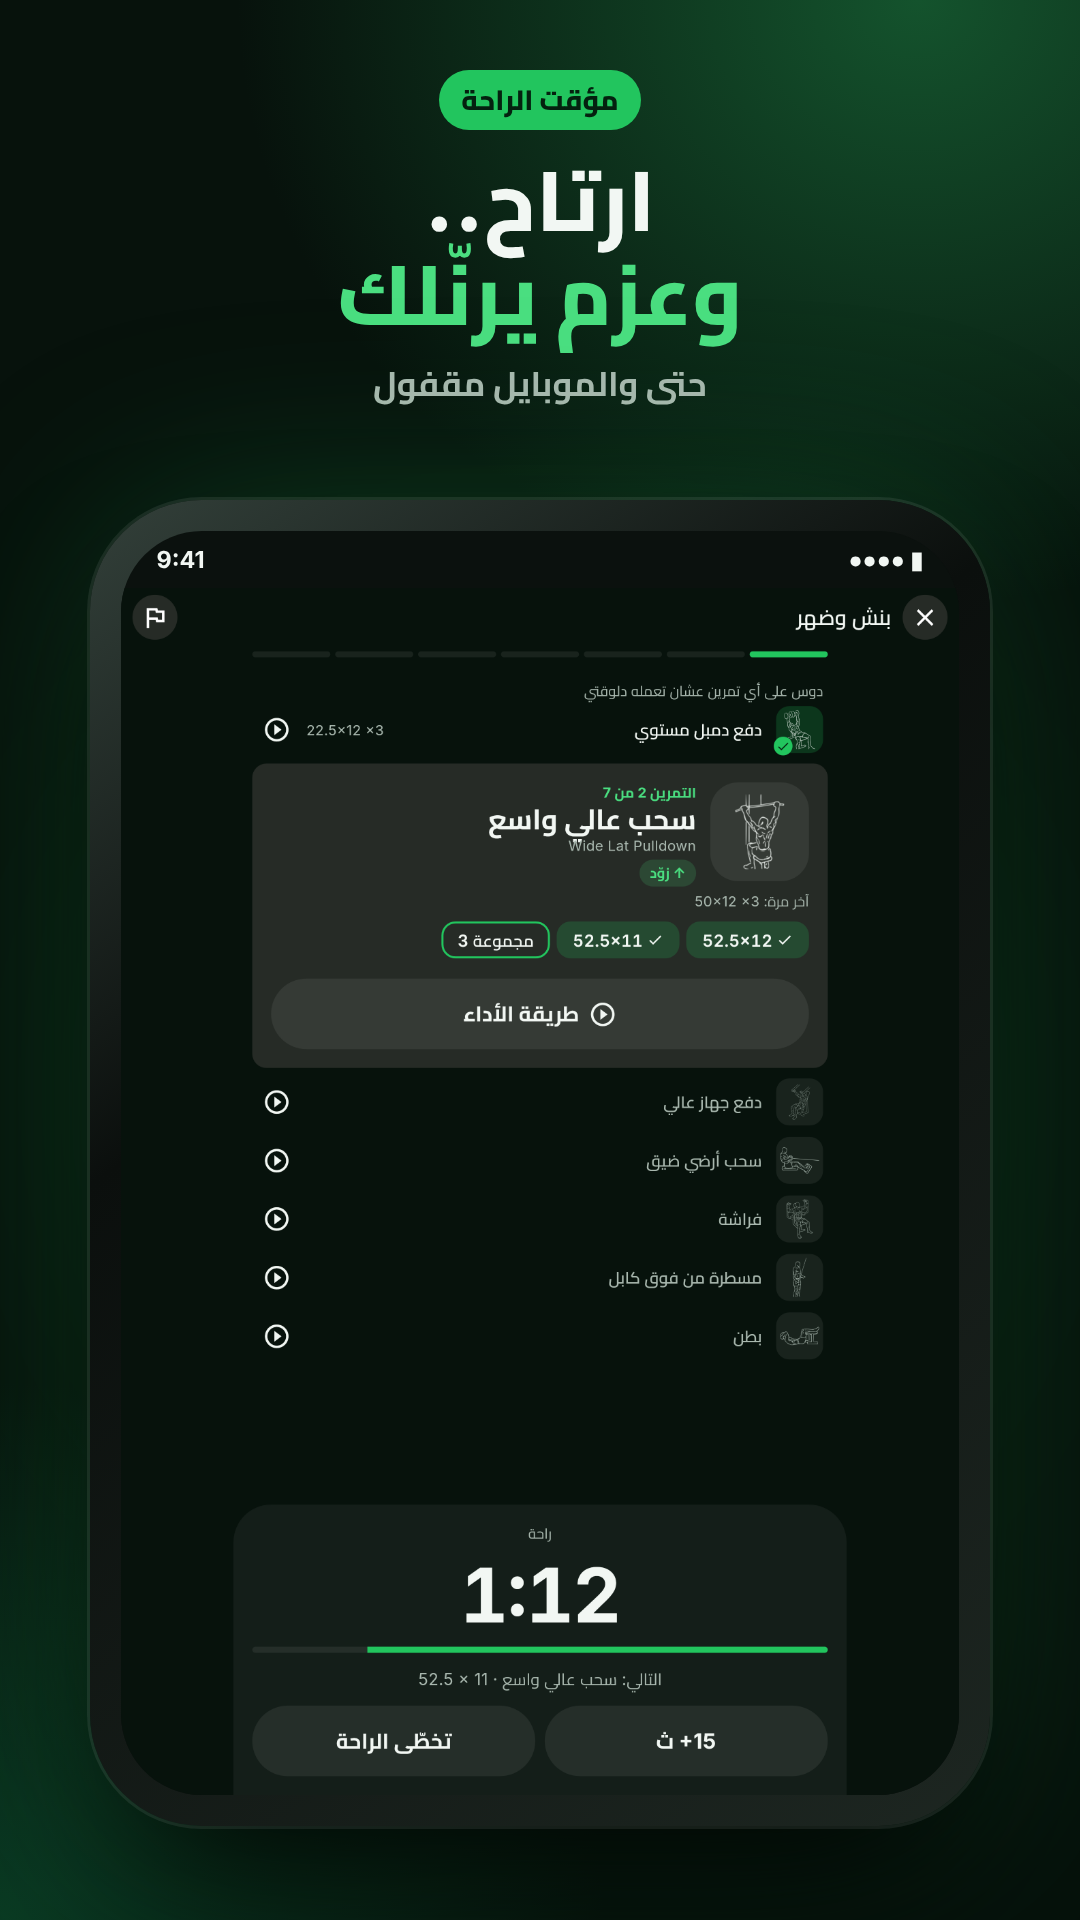 مؤقت الراحة
ارتاح..
وعزم يرنّلك
حتى والموبايل مقفول
9:41
بنش وضهر
دوس على أي تمرين عشان تعمله دلوقتي
دفع دمبل مستوي
22.5×12 ×3
التمرين 2 من 7
سحب عالي واسع
Wide Lat Pulldown
↑ زوّد
آخر مرة: 3× 12×50
✓ 52.5×12
✓ 52.5×11
مجموعة 3
طريقة الأداء
دفع جهاز عالي
سحب أرضي ضيق
فراشة
مسطرة من فوق كابل
بطن
راحة
1:12
التالي: سحب عالي واسع · 11 × 52.5
+15 ث
تخطّى الراحة